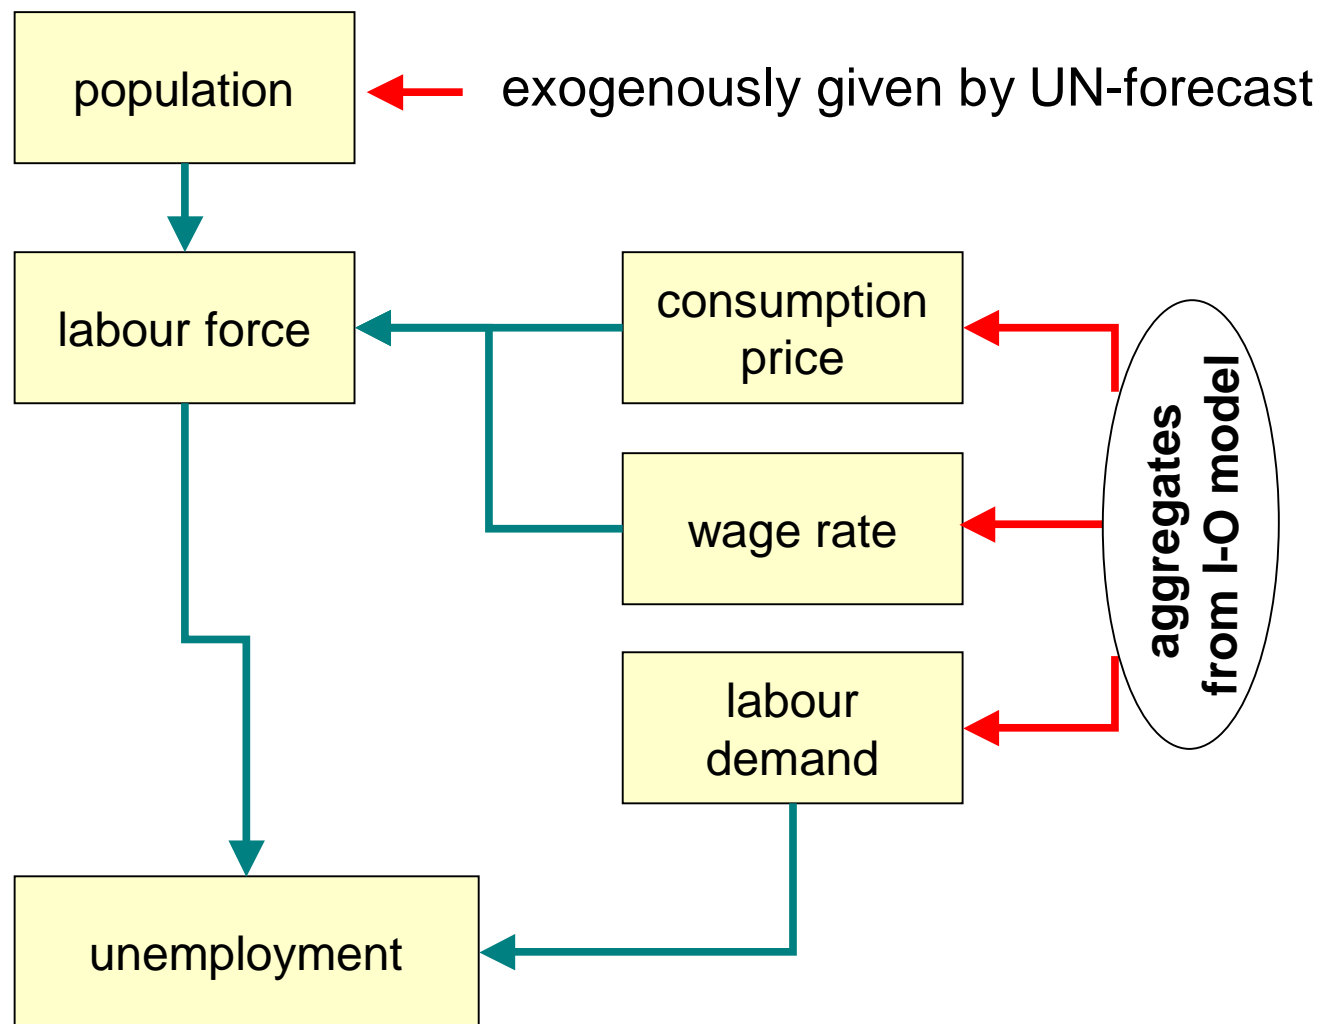 population
exogenously given by UN-forecast
labour force
consumption
price
wage rate
labour
demand
aggregates
from I-O model
unemployment